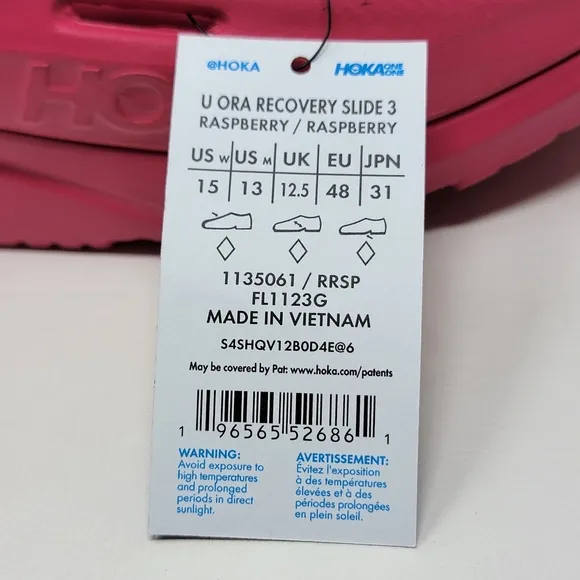 HO
@HOKA HOKA ONE ONE
U ORA RECOVERY SLIDE 3
RASPBERRY / RASPBERRY
US W US M UK EU JPN
15 13 12.5 48 31
1135061 / RRSP
FL1123G
MADE IN VIETNAM
S4SHQV12B0D4E@6
May be covered by Pat: www.hoka.com/patents
1 96565 52686 1
WARNING:
Avoid exposure to
high temperatures
and prolonged
periods in direct
sunlight.
AVERTISSEMENT:
Évitez l'exposition
à des températures
élevées et à des
périodes prolongées
en plein soleil.